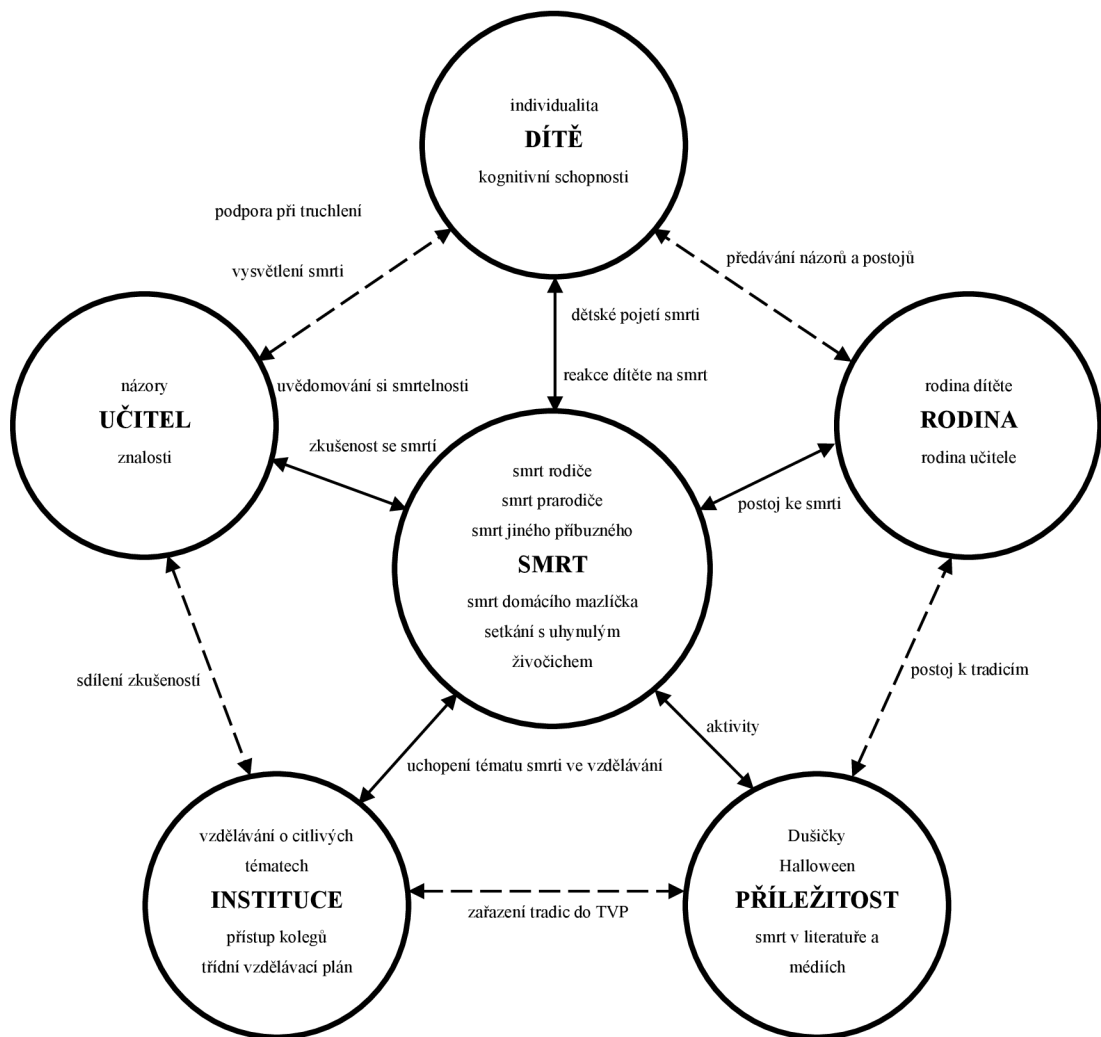 individualita
DÍTĚ
kognitivní schopnosti
podpora při truchlení
vysvětlení smrti
předávání názorů a postojů
dětské pojetí smrti
reakce dítěte na smrt
názory
UČITEL
znalosti
uvědomování si smrtelnosti
zkušenost se smrtí
rodina dítěte
RODINA
rodina učitele
postoj ke smrti
smrt rodiče
smrt prarodiče
smrt jiného příbuzného
SMRT
smrt domácího mazlíčka
setkání s uhynulým
živočichem
sdílení zkušeností
postoj k tradicím
aktivity
uchopení tématu smrti ve vzdělávání
vzdělávání o citlivých
tématech
INSTITUCE
přístup kolegů
třídní vzdělávací plán
zařazení tradic do TVP
Dušičky
Halloween
PŘÍLEŽITOST
smrt v literatuře a
médiích